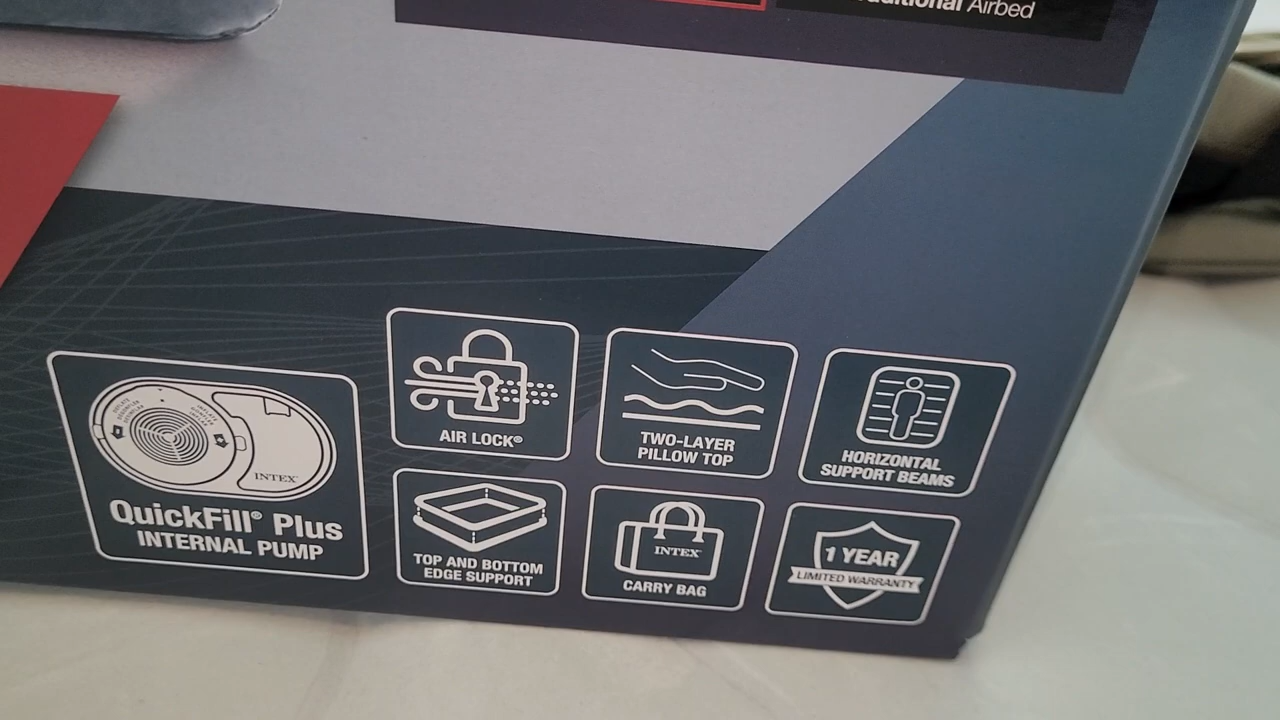 Airbed
AIR LOCK®
TWO-LAYER
PILLOW TOP
HORIZONTAL
SUPPORT BEAMS
INTEX®
QuickFill® Plus
INTERNAL PUMP
TOP AND BOTTOM
EDGE SUPPORT
INTEX®
CARRY BAG
1 YEAR
LIMITED WARRANTY